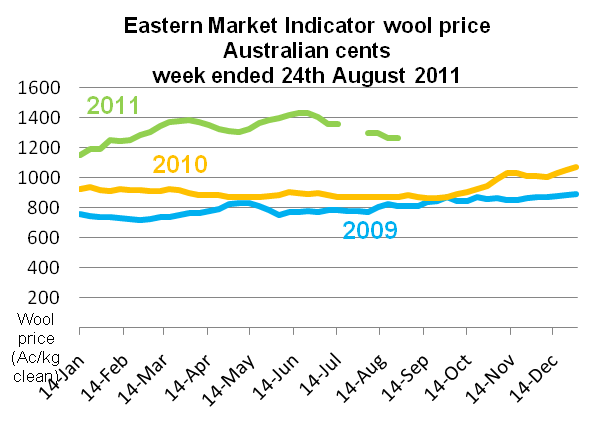 Eastern Market Indicator wool price
Australian cents
week ended 24th August 2011
1600
1400
1200
1000
800
600
400
200
Wool
price
(Ac/kg
clean)
2011
2010
2009
14-Jan
14-Feb
14-Mar
14-Apr
14-May
14-Jun
14-Jul
14-Aug
14-Sep
14-Oct
14-Nov
14-Dec